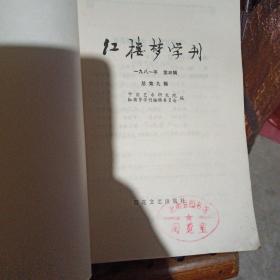 红楼梦学刊
一九八一年 第三辑
总第九辑
中国艺术研究院
红楼梦学刊编辑委员会 编
百花文艺出版社
阅览室